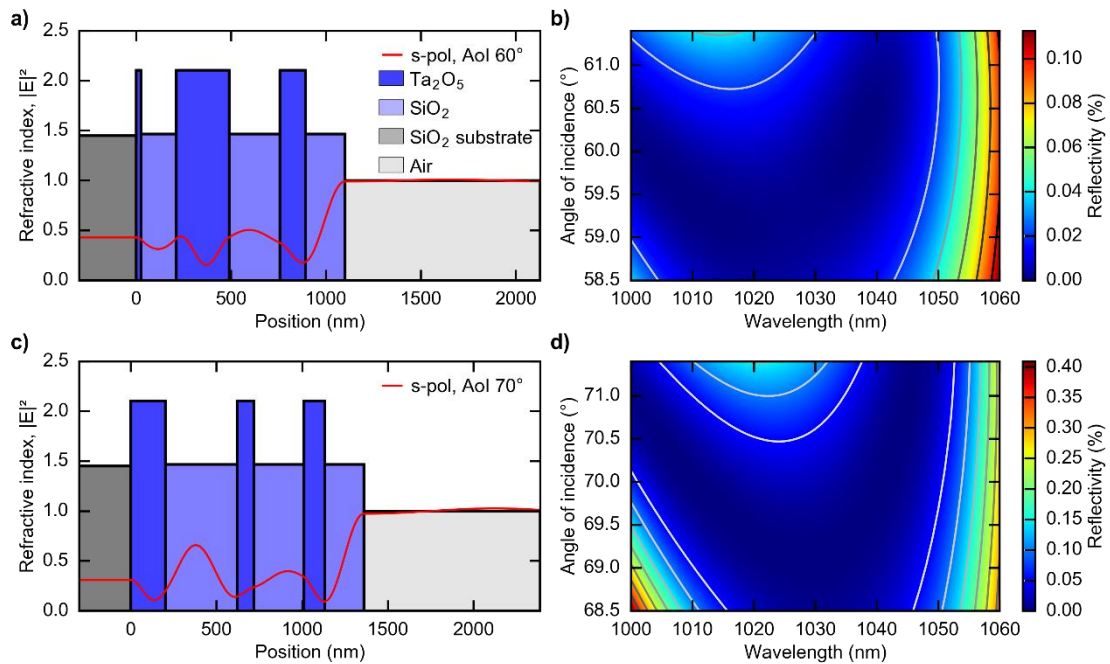 a)
2.5
2.0
1.5
1.0
0.5
0.0
Refractive index, |E|²
s-pol, AoI 60°
Ta₂O₅
SiO₂
SiO₂ substrate
Air
0 500 1000 1500 2000
Position (nm)
b)
61.0
60.5
60.0
59.5
59.0
58.5
Angle of incidence (°)
1000 1010 1020 1030 1040 1050 1060
Wavelength (nm)
0.10
0.08
0.06
0.04
0.02
0.00
Reflectivity (%)
c)
2.5
2.0
1.5
1.0
0.5
0.0
Refractive index, |E|²
s-pol, AoI 70°
0 500 1000 1500 2000
Position (nm)
d)
71.0
70.5
70.0
69.5
69.0
68.5
Angle of incidence (°)
1000 1010 1020 1030 1040 1050 1060
Wavelength (nm)
0.40
0.35
0.30
0.25
0.20
0.15
0.10
0.05
0.00
Reflectivity (%)